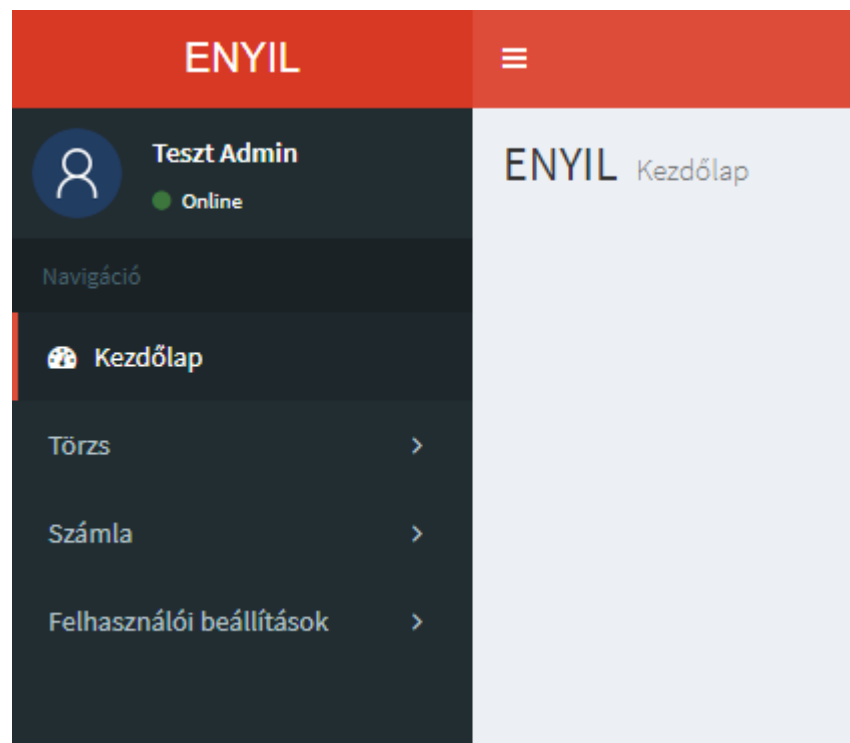 ENYIL
Teszt Admin
Online
Navigáció
Kezdőlap
Törzs
Számla
Felhasználói beállítások
ENYIL Kezdőlap